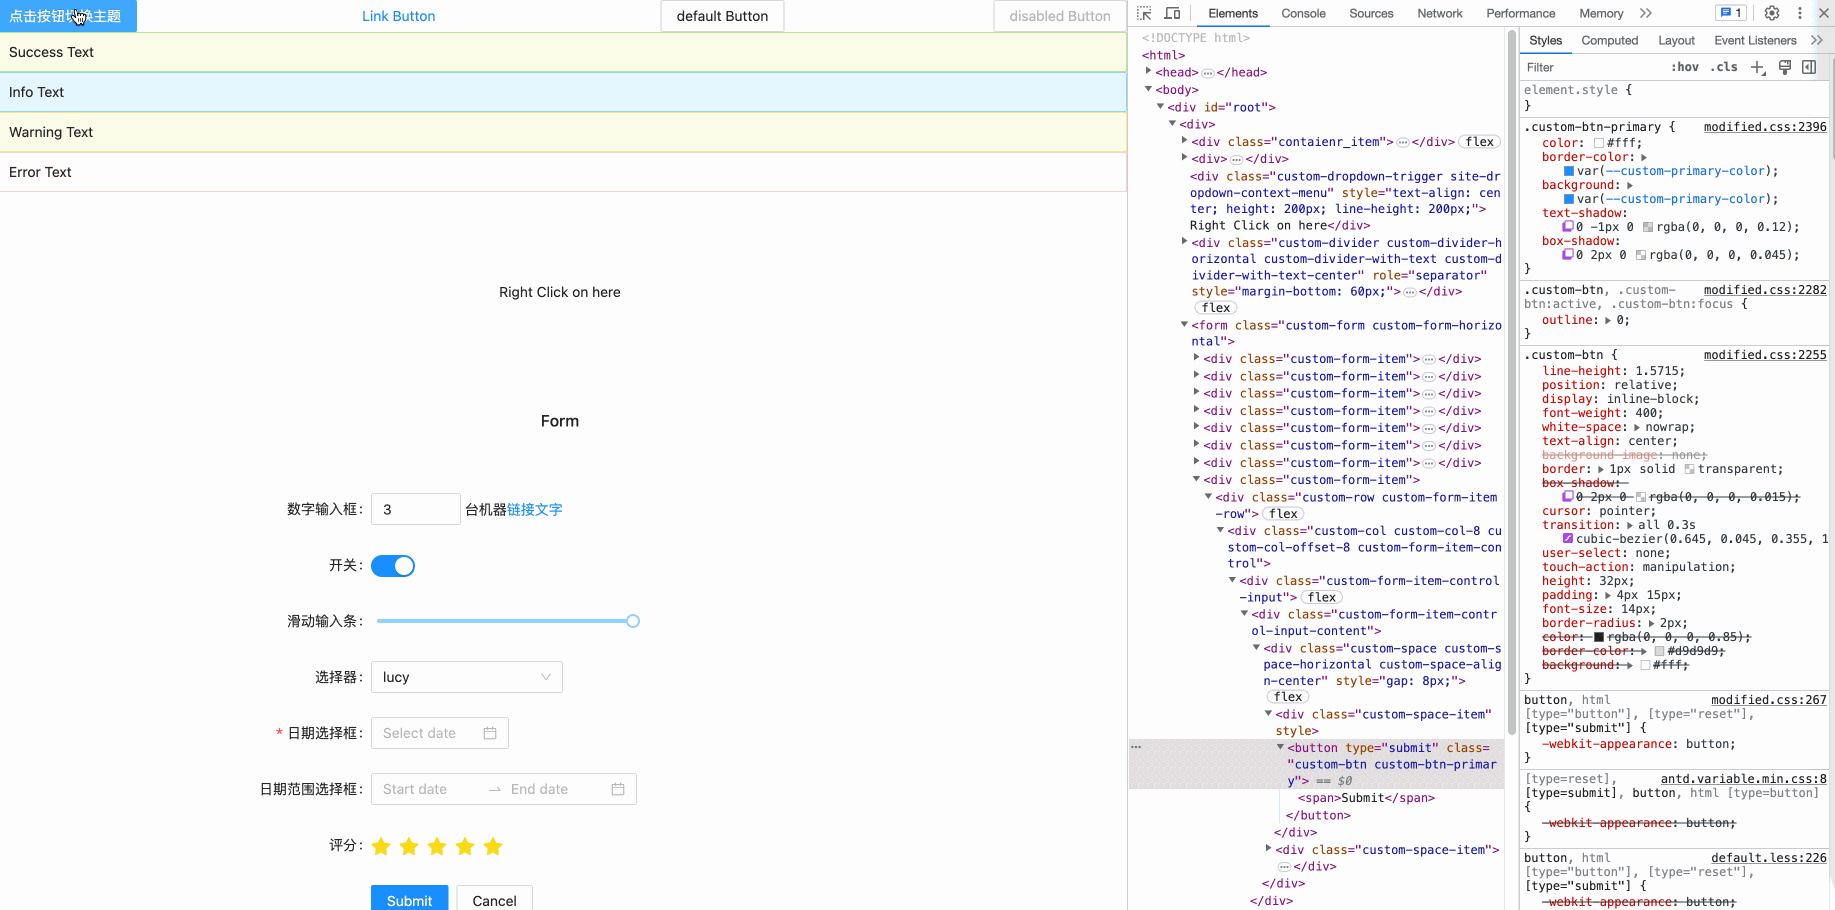 点击按钮切换主题
Link Button
default Button
disabled Button
Success Text
Info Text
Warning Text
Error Text
Right Click on here
Form
数字输入框:
3
台机器链接文字
开关:
滑动输入条:
选择器:
lucy
* 日期选择框:
Select date
日期范围选择框:
Start date → End date
评分:
Submit
Cancel
Elements
Console
Sources
Network
Performance
Memory
1
<!DOCTYPE html>
<html>
<head>…</head>
<body>
<div id="root">
<div>
<div class="contaienr_item">…</div> flex
<div>…</div>
<div class="custom-dropdown-trigger site-dr
opdown-context-menu" style="text-align: cen
ter; height: 200px; line-height: 200px;">
Right Click on here</div>
<div class="custom-divider custom-divider-h
orizontal custom-divider-with-text custom-d
ivider-with-text-center" role="separator"
style="margin-bottom: 60px;">…</div>
flex
<form class="custom-form custom-form-horizo
ntal">
<div class="custom-form-item">…</div>
<div class="custom-form-item">…</div>
<div class="custom-form-item">…</div>
<div class="custom-form-item">…</div>
<div class="custom-form-item">…</div>
<div class="custom-form-item">…</div>
<div class="custom-form-item">…</div>
<div class="custom-form-item">
<div class="custom-row custom-form-item
-row"> flex
<div class="custom-col custom-col-8 cu
stom-col-offset-8 custom-form-item-con
trol">
<div class="custom-form-item-control
-input"> flex
<div class="custom-form-item-contr
ol-input-content">
<div class="custom-space custom-s
pace-horizontal custom-space-alig
n-center" style="gap: 8px;">
flex
<div class="custom-space-item"
style>
… <button type="submit" class=
"custom-btn custom-btn-primar
y"> == $0
<span>Submit</span>
</button>
</div>
<div class="custom-space-item">
…</div>
</div>
</div>
Styles
Computed
Layout
Event Listeners
Filter
:hov
.cls
element.style {
}
.custom-btn-primary { modified.css:2396
color: #fff;
border-color:
var(--custom-primary-color);
background:
var(--custom-primary-color);
text-shadow:
0 -1px 0 rgba(0, 0, 0, 0.12);
box-shadow:
0 2px 0 rgba(0, 0, 0, 0.045);
}
.custom-btn, .custom- modified.css:2282
btn:active, .custom-btn:focus {
outline: 0;
}
.custom-btn { modified.css:2255
line-height: 1.5715;
position: relative;
display: inline-block;
font-weight: 400;
white-space: nowrap;
text-align: center;
background-image: none;
border: 1px solid transparent;
box-shadow:
0 2px 0 rgba(0, 0, 0, 0.015);
cursor: pointer;
transition: all 0.3s
cubic-bezier(0.645, 0.045, 0.355, 1
user-select: none;
touch-action: manipulation;
height: 32px;
padding: 4px 15px;
font-size: 14px;
border-radius: 2px;
color: rgba(0, 0, 0, 0.85);
border-color: #d9d9d9;
background: #fff;
}
button, html modified.css:267
[type="button"], [type="reset"],
[type="submit"] {
-webkit-appearance: button;
}
[type=reset], antd.variable.min.css:8
[type=submit], button, html [type=button]
{
-webkit-appearance: button;
}
button, html default.less:226
[type="button"], [type="reset"],
[type="submit"] {
-webkit-appearance: button;